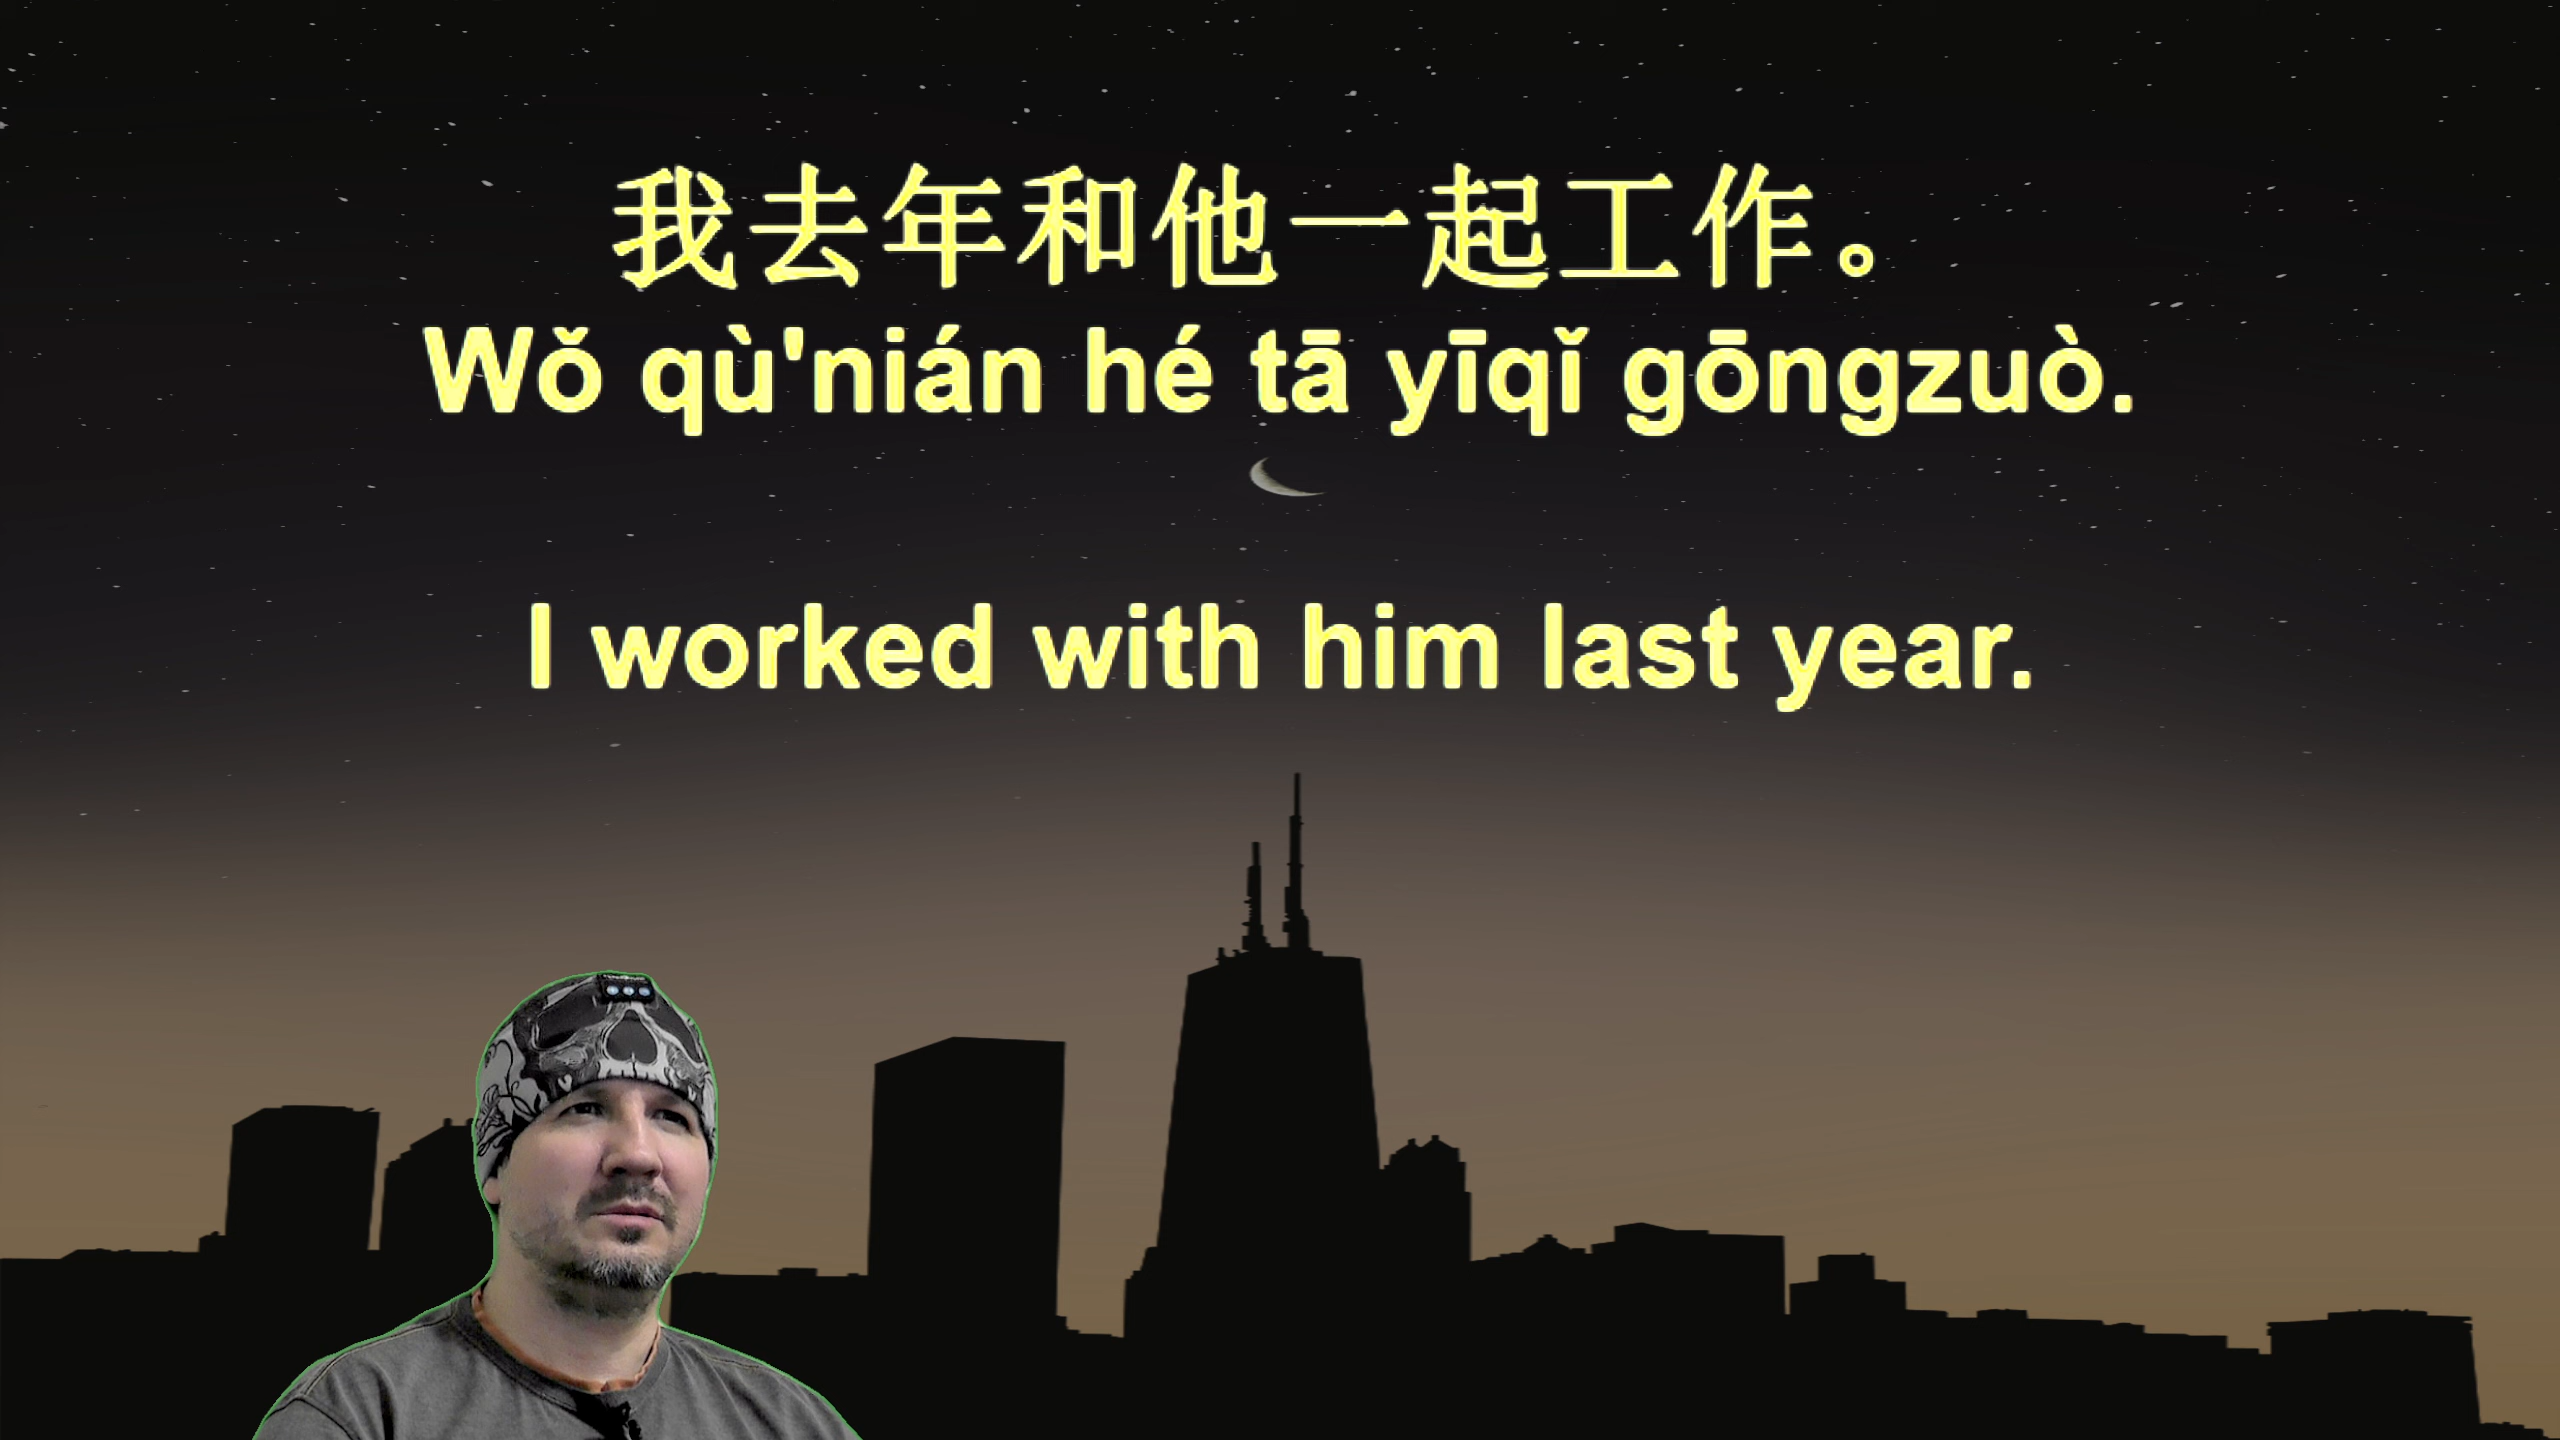 我去年和他一起工作。
Wǒ qù'nián hé tā yīqǐ gōngzuò.
I worked with him last year.